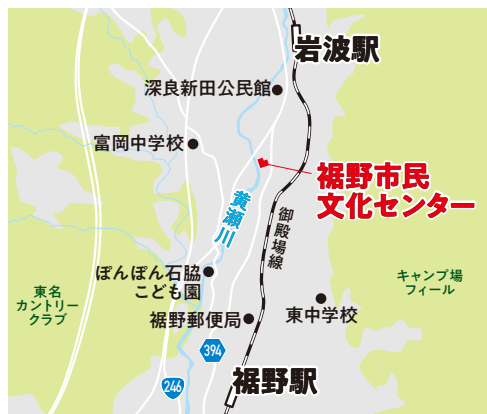 岩波駅
深良新田公民館
富岡中学校
裾野市民
文化センター
黄瀬川
御殿場線
ぽんぽん石脇
こども園
キャンプ場
フィール
東名
カントリー
クラブ
東中学校
裾野郵便局
394
裾野駅
246